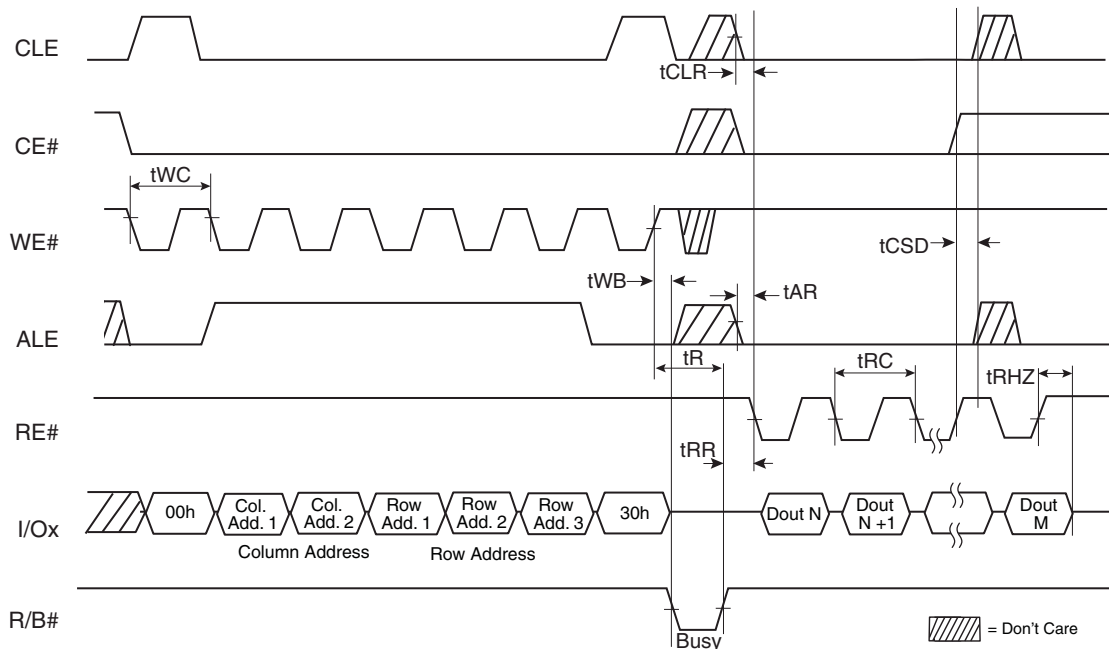 CLE
tCLR
CE#
tWC
WE#
tCSD
tWB
tAR
ALE
tR
tRC
tRHZ
RE#
tRR
I/Ox
00h
Col.
Add. 1
Col.
Add. 2
Row
Add. 1
Row
Add. 2
Row
Add. 3
30h
Dout N
Dout
N +1
Dout
M
Column Address
Row Address
R/B#
Busy
= Don't Care